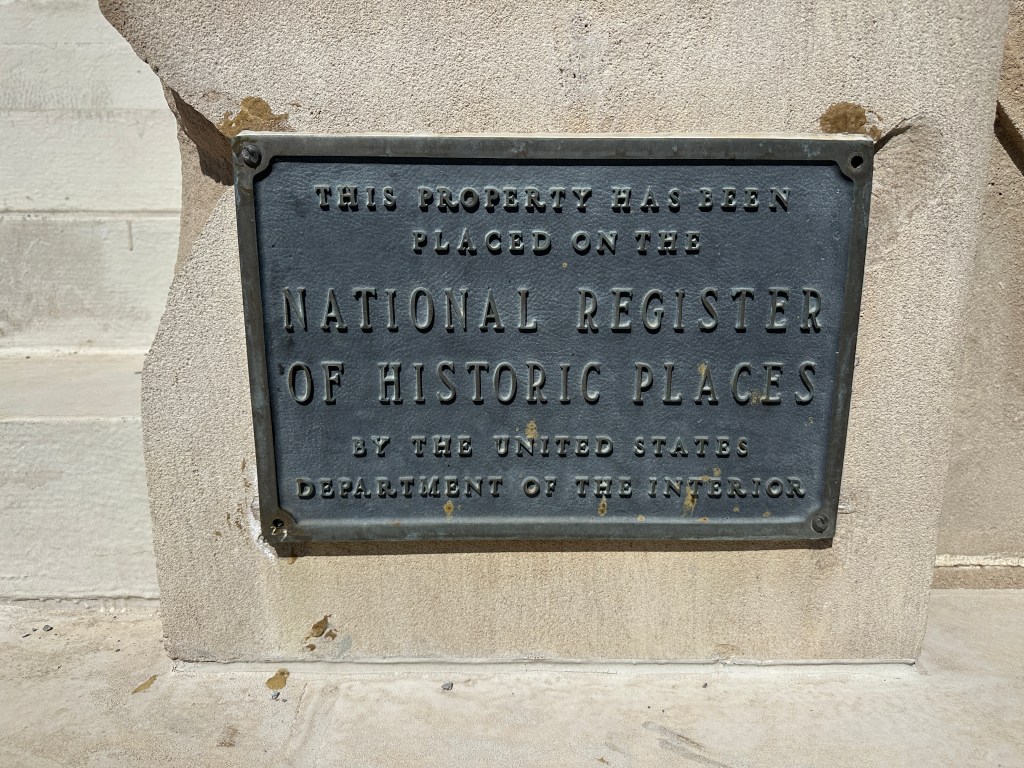 THIS PROPERTY HAS BEEN
PLACED ON THE
NATIONAL REGISTER
OF HISTORIC PLACES
BY THE UNITED STATES
DEPARTMENT OF THE INTERIOR